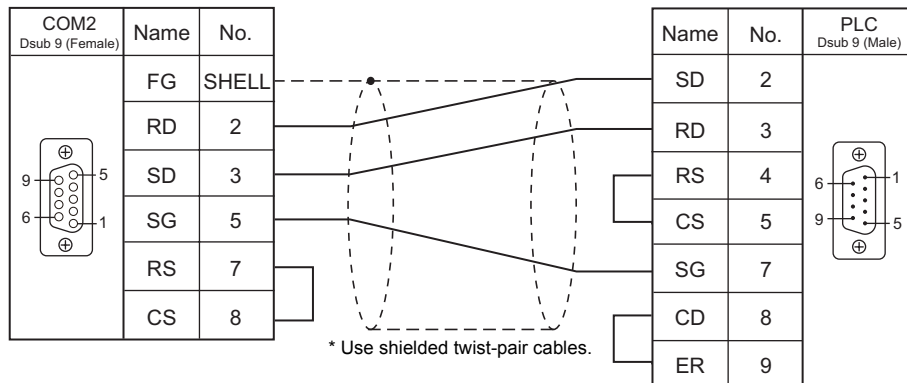 COM2
Dsub 9 (Female)
Name No.
FG SHELL
RD 2
SD 3
SG 5
RS 7
CS 8
9 5
6 1
* Use shielded twist-pair cables.
Name No.
PLC
Dsub 9 (Male)
SD 2
RD 3
RS 4
CS 5
SG 7
CD 8
ER 9
6 1
9 5